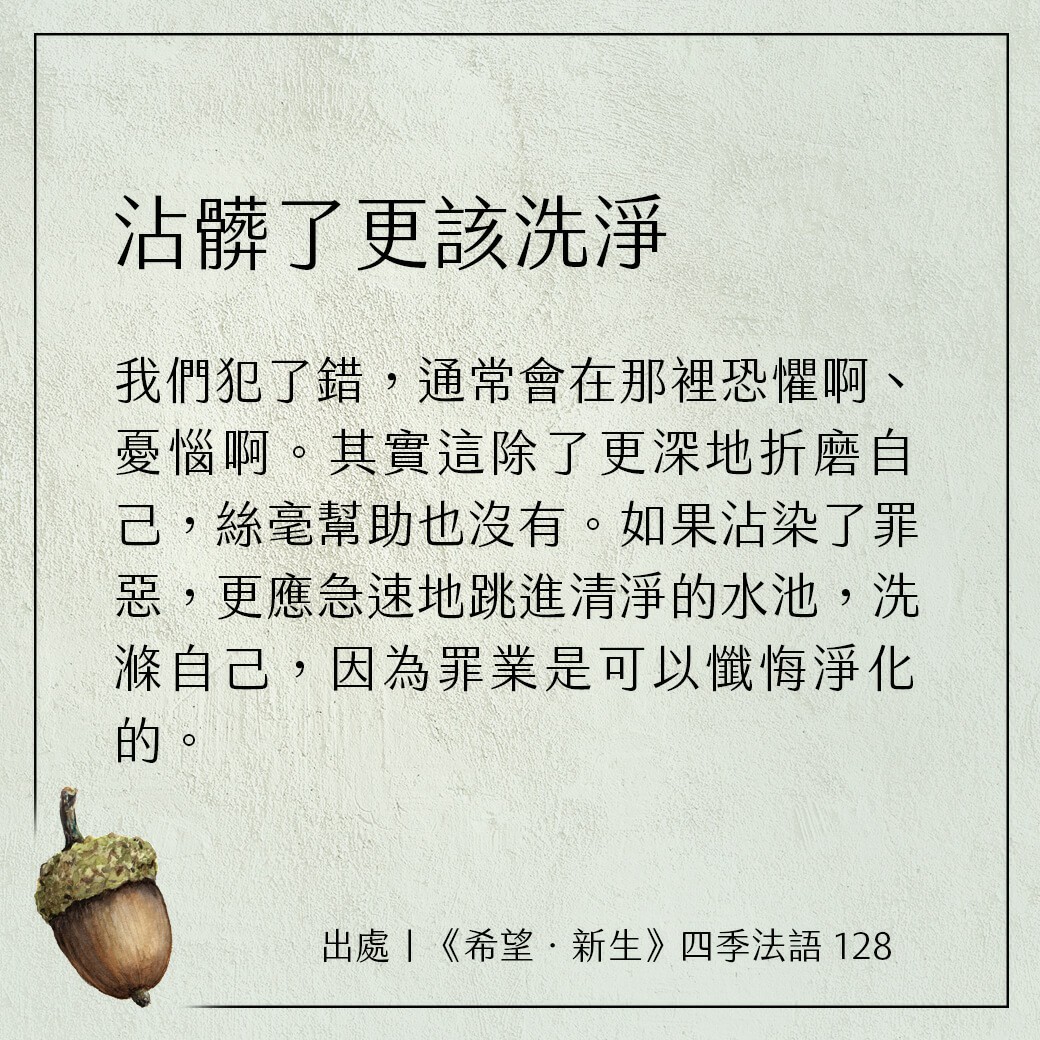 沾髒了更該洗淨
我們犯了錯，通常會在那裡恐懼啊、
憂惱啊。其實這除了更深地折磨自
己，絲毫幫助也沒有。如果沾染了罪
惡，更應急速地跳進清淨的水池，洗
滌自己，因為罪業是可以懺悔淨化
的。
出處｜《希望．新生》四季法語 128